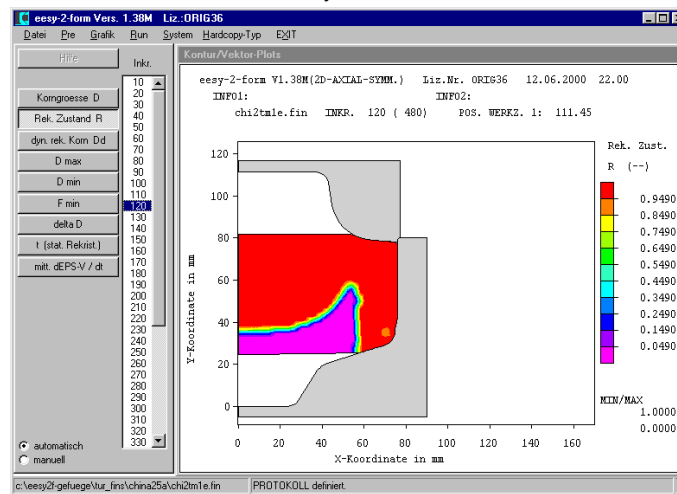 eesy-2-form Vers. 1.38M Liz.:ORIG36
Datei Pre Grafik Run System Hardcopy-Typ EXIT
Hilfe
Inkr.
Korngroesse D
Rek. Zustand R
dyn. rek. Korn Dd
D max
D min
F min
delta D
t (stat. Rekrist.)
mitt. dEPS-V / dt
10
20
30
40
50
60
70
80
90
100
110
120
130
140
150
160
170
180
190
200
210
220
230
240
250
260
270
280
290
300
310
320
330
automatisch
manuell
Kontur/Vektor-Plots
eesy-2-form V1.38M(2D-AXIAL-SYMM.) Liz.Nr. ORIG36 12.06.2000 22.00
INFO1: INFO2:
chi2tm1e.fin INKR. 120 ( 480) POS. WERKZ. 1: 111.45
Rek. Zust.
R (--)
0.9490
0.8490
0.7490
0.6490
0.5490
0.4490
0.3490
0.2490
0.1490
0.0490
MIN/MAX
1.0000
0.0000
Y-Koordinate in mm
120
100
80
60
40
20
0
0 20 40 60 80 100 120 140 160
X-Koordinate in mm
c:\eesy2f-gefuege\tur_fins\china25a\chi2tm1e.fin PROTOKOLL definiert.